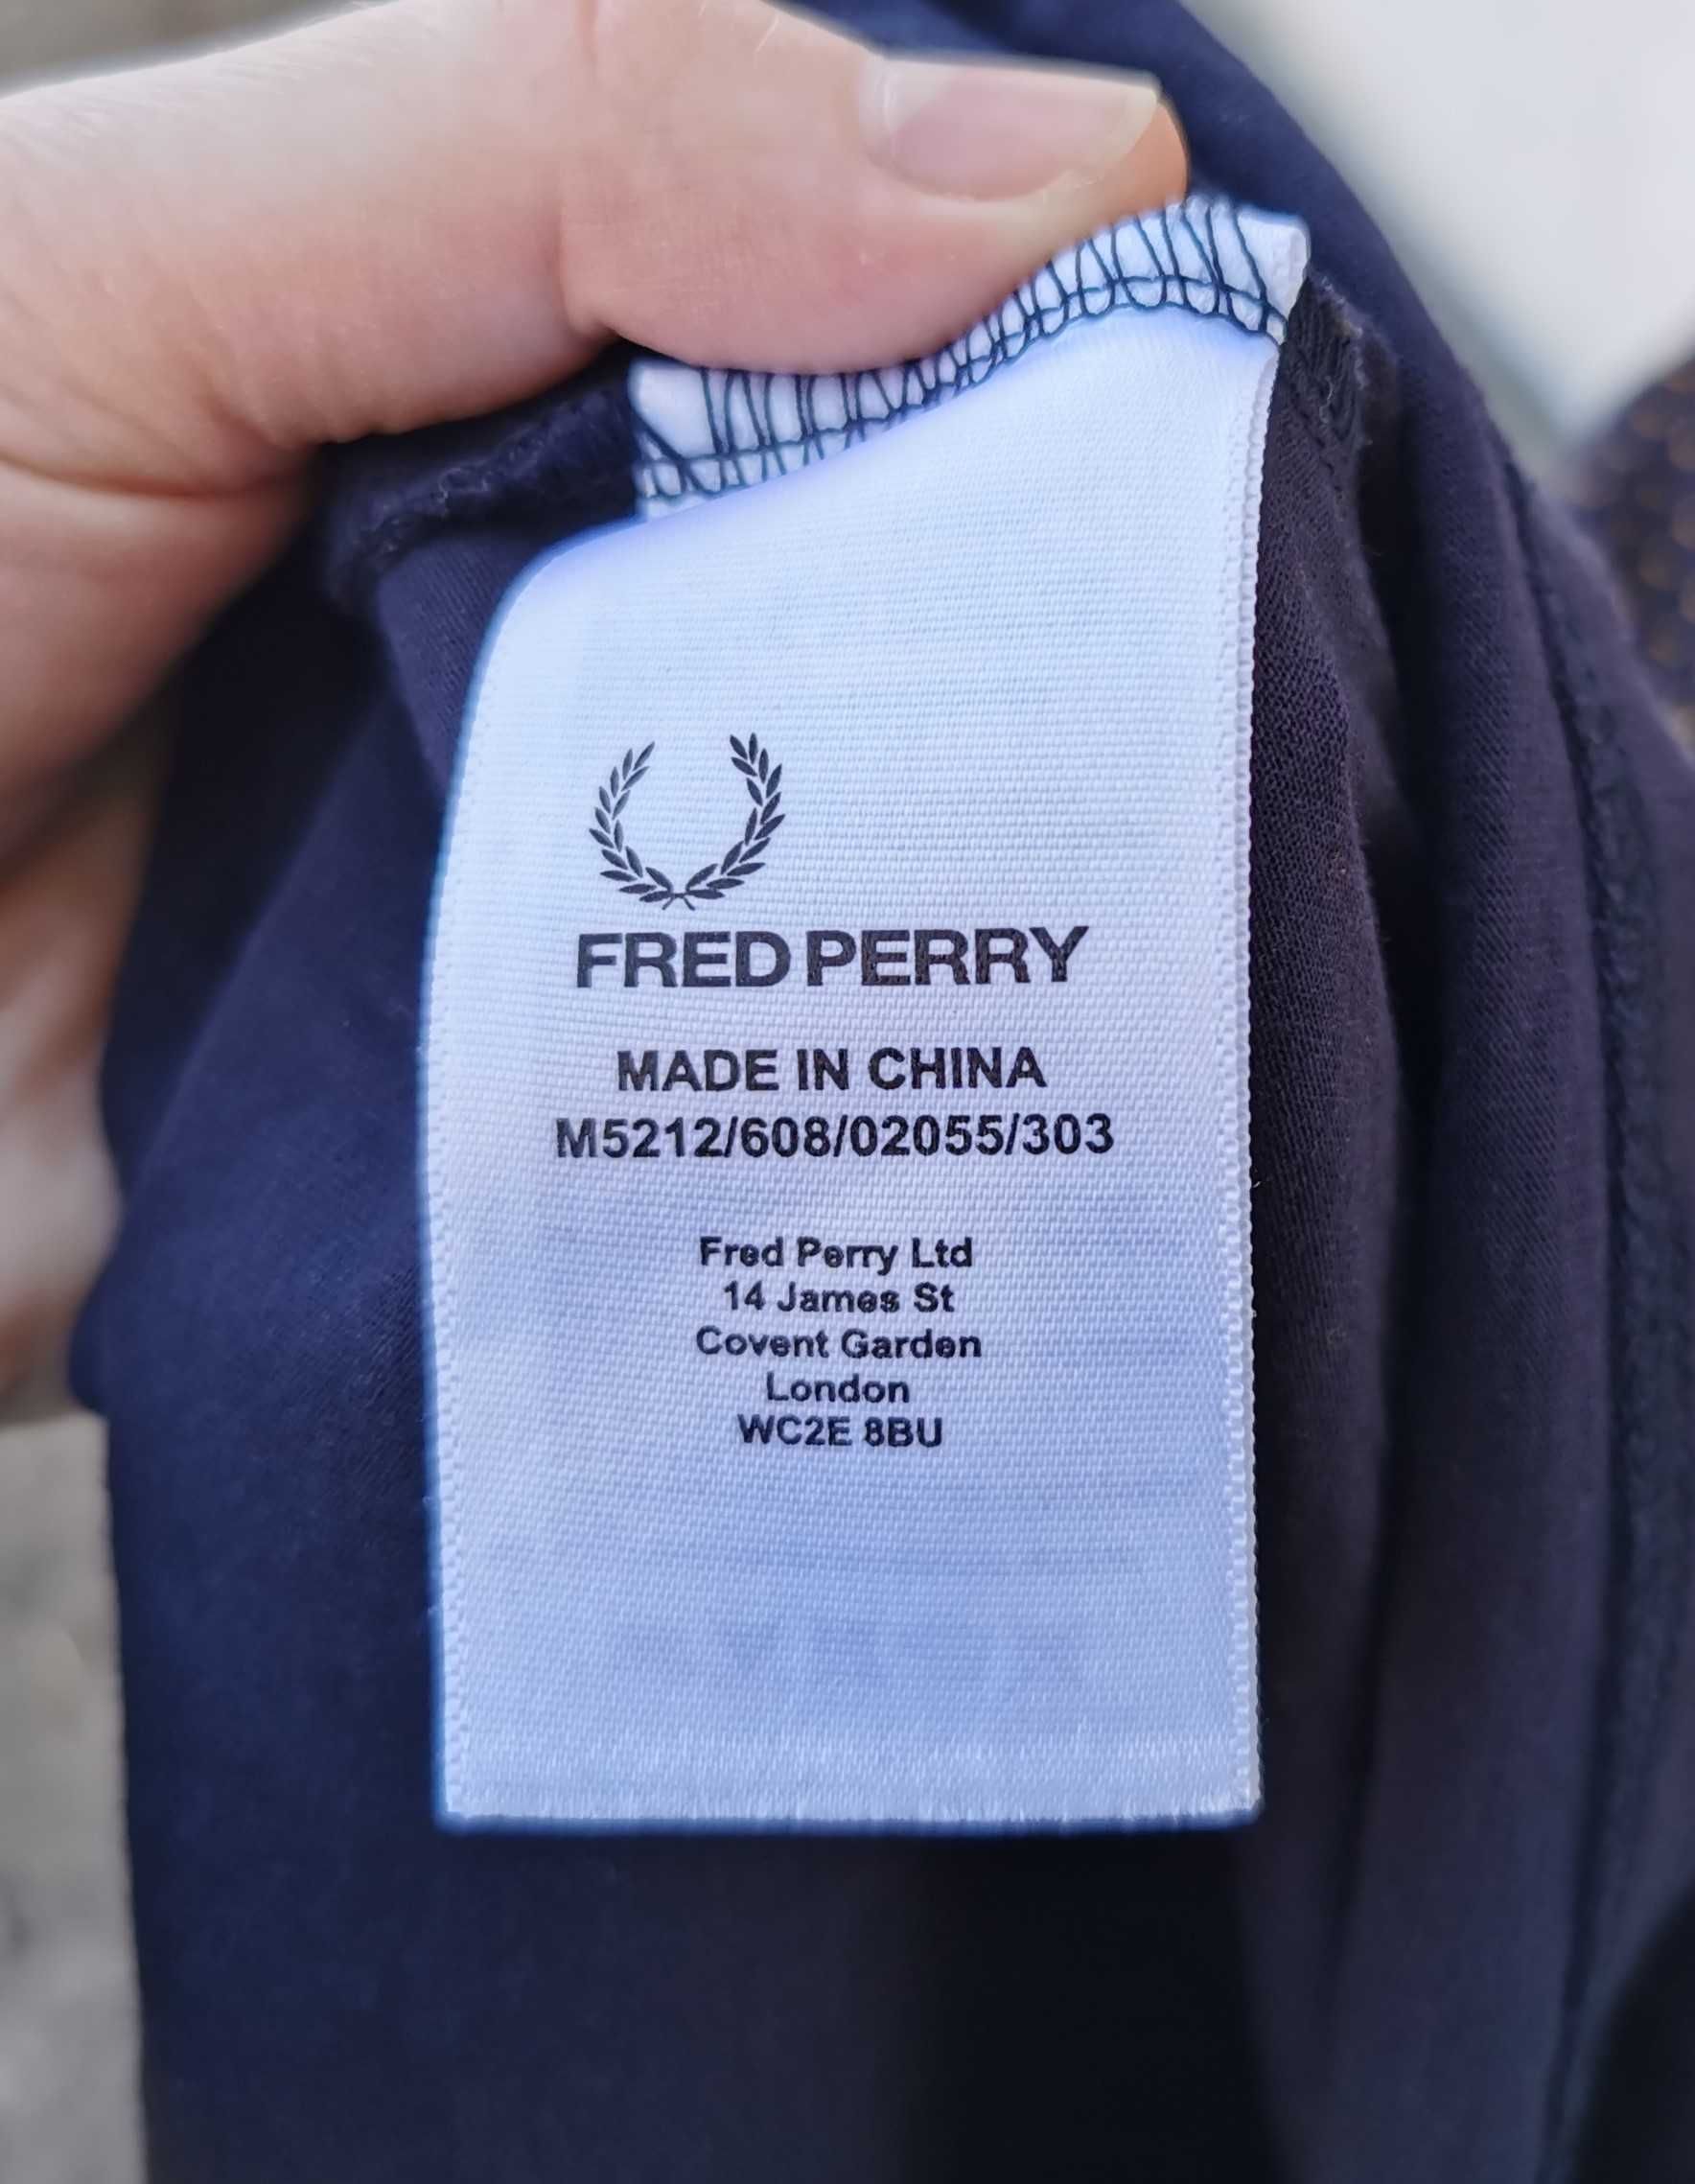 FRED PERRY
MADE IN CHINA
M5212/608/02055/303
Fred Perry Ltd
14 James St
Covent Garden
London
WC2E 8BU